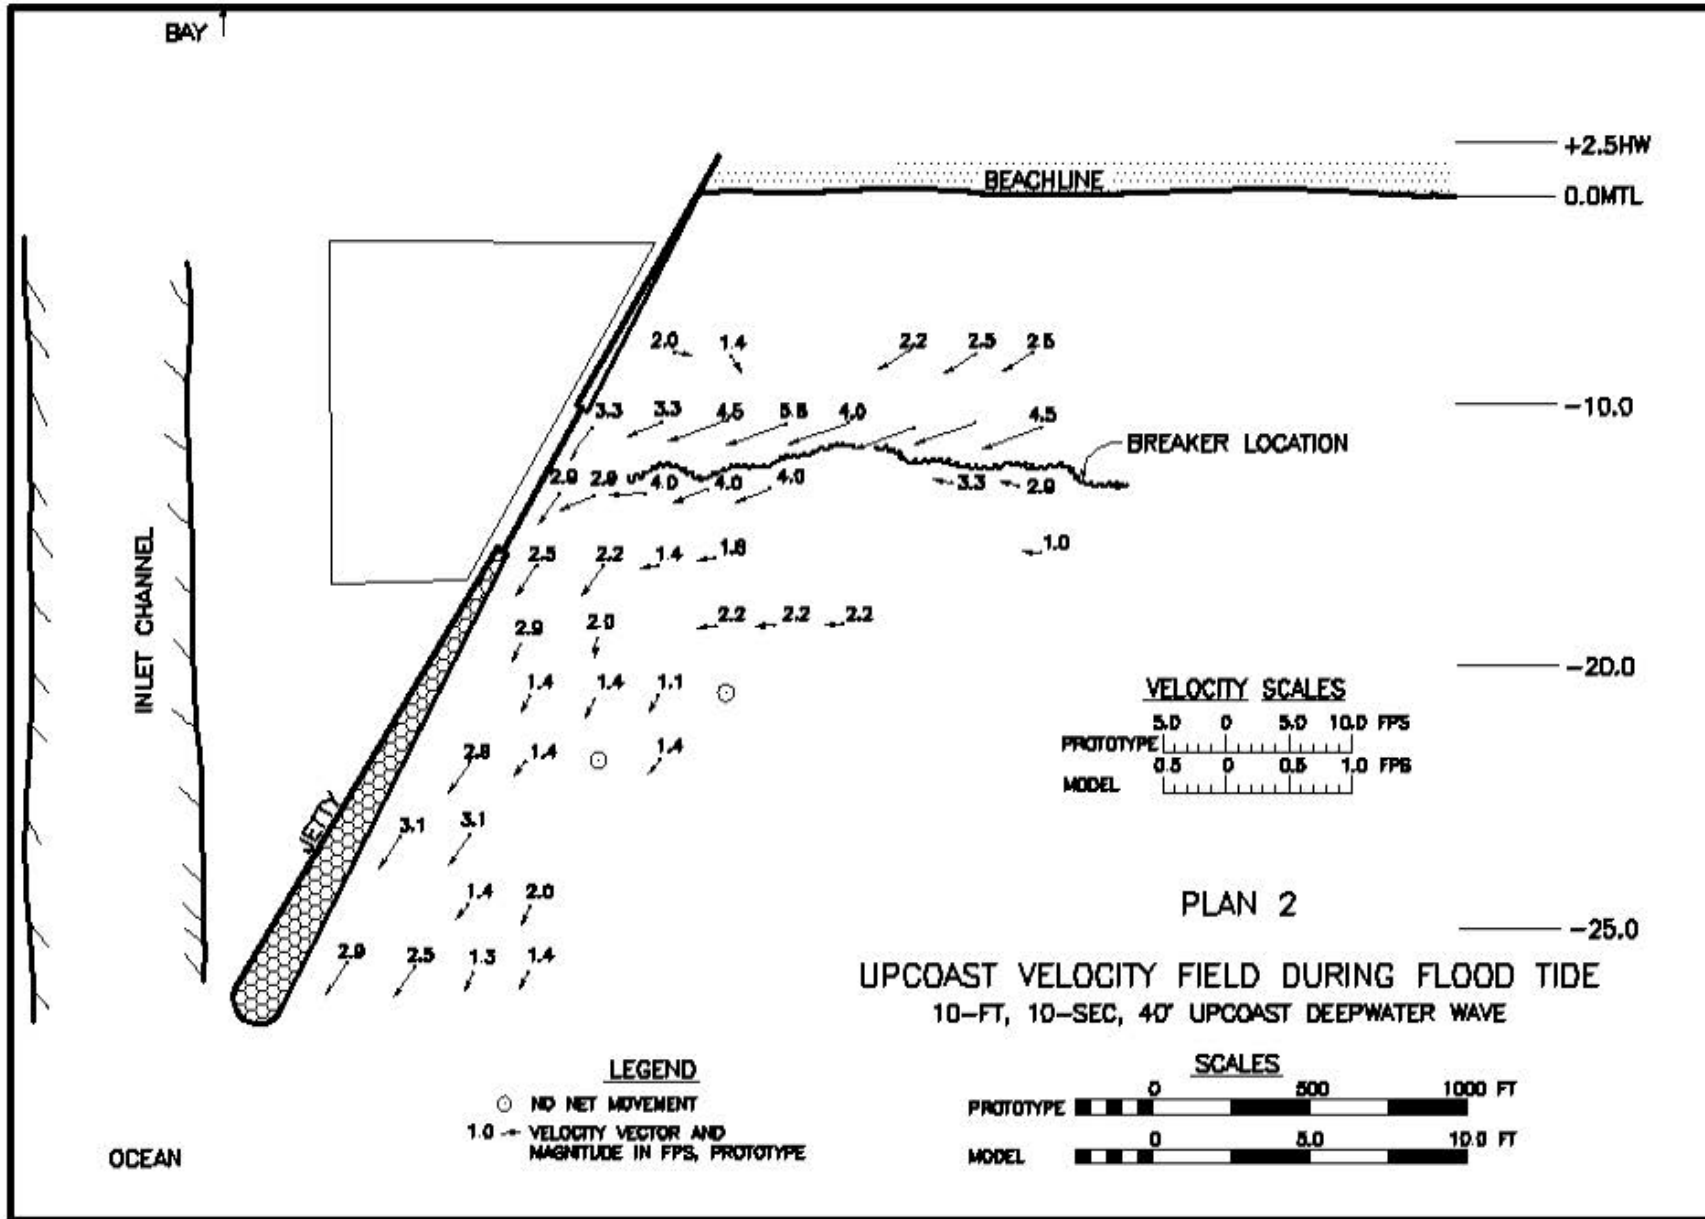 BAY
+2.5HW
BEACHLINE
0.0MTL
2.0 1.4 2.2 2.5 2.5
-10.0
3.3 3.3 4.5 5.8 4.0 4.5
BREAKER LOCATION
2.9 2.9 4.0 4.0 4.0 3.3 2.9
INLET CHANNEL
2.5 2.2 1.4 1.8 1.0
2.9 2.0 2.2 2.2 2.2
-20.0
1.4 1.4 1.1
VELOCITY SCALES
5.0 0 5.0 10.0 FPS
PROTOTYPE
0.5 0 0.5 1.0 FPS
MODEL
2.8 1.4 1.4
JETTY
3.1 3.1
1.4 2.0
PLAN 2
-25.0
2.9 2.5 1.3 1.4
UPCOAST VELOCITY FIELD DURING FLOOD TIDE
10-FT, 10-SEC, 40° UPCOAST DEEPWATER WAVE
LEGEND
NO NET MOVEMENT
1.0 VELOCITY VECTOR AND
MAGNITUDE IN FPS, PROTOTYPE
SCALES
0 500 1000 FT
PROTOTYPE
0 5.0 10.0 FT
MODEL
OCEAN